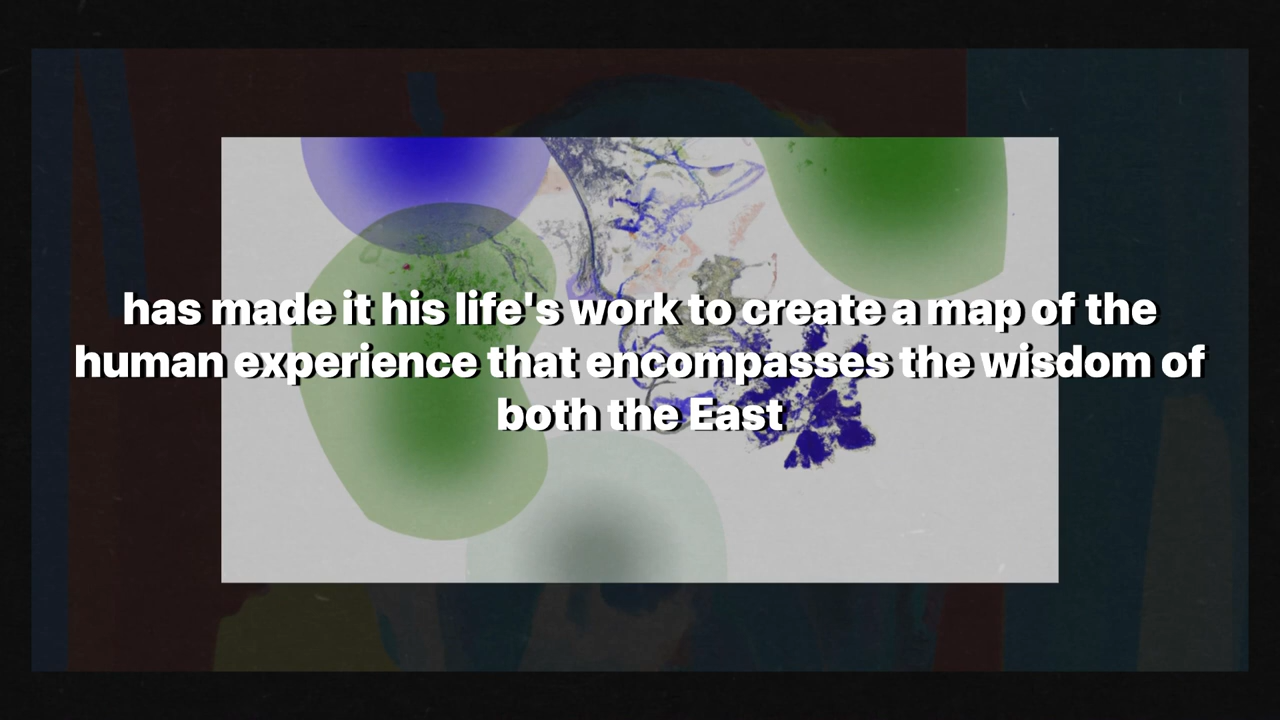 has made it his life's work to create a map of the
human experience that encompasses the wisdom of
both the East